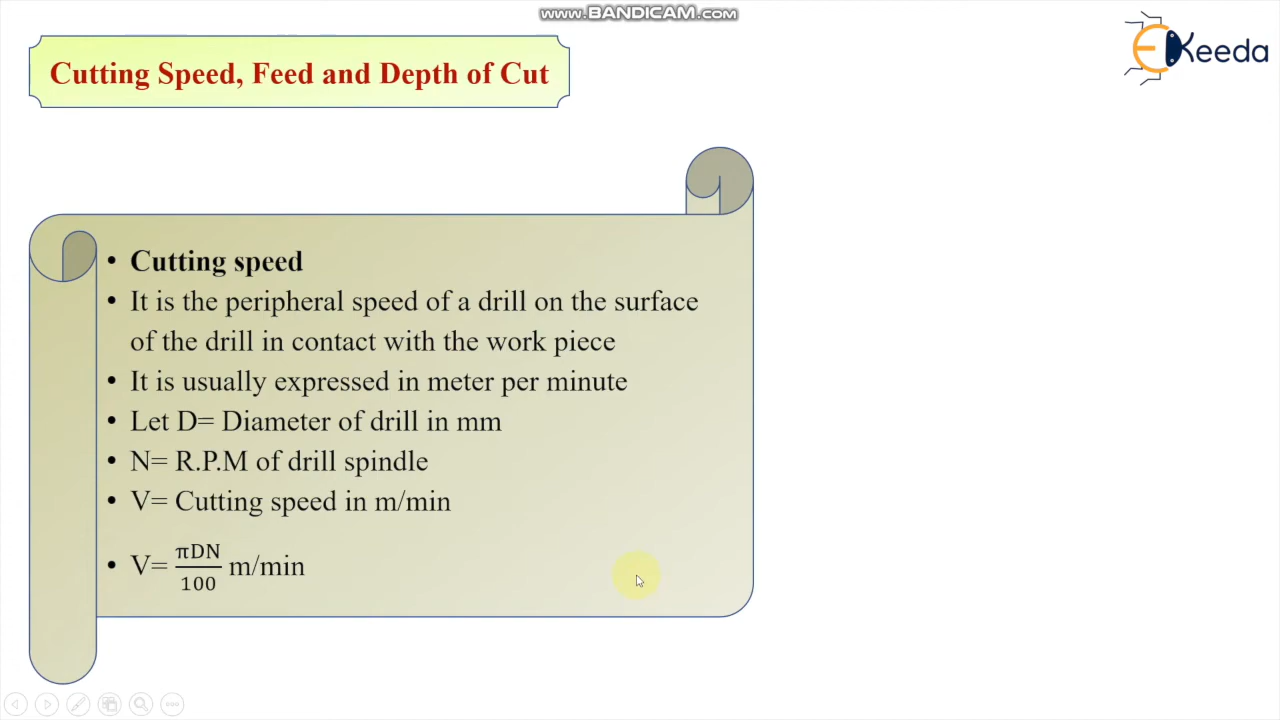 www.BANDICAM.com
Cutting Speed, Feed and Depth of Cut
EKeeda
• Cutting speed
• It is the peripheral speed of a drill on the surface
of the drill in contact with the work piece
• It is usually expressed in meter per minute
• Let D= Diameter of drill in mm
• N= R.P.M of drill spindle
• V= Cutting speed in m/min
• V= πDN/100 m/min